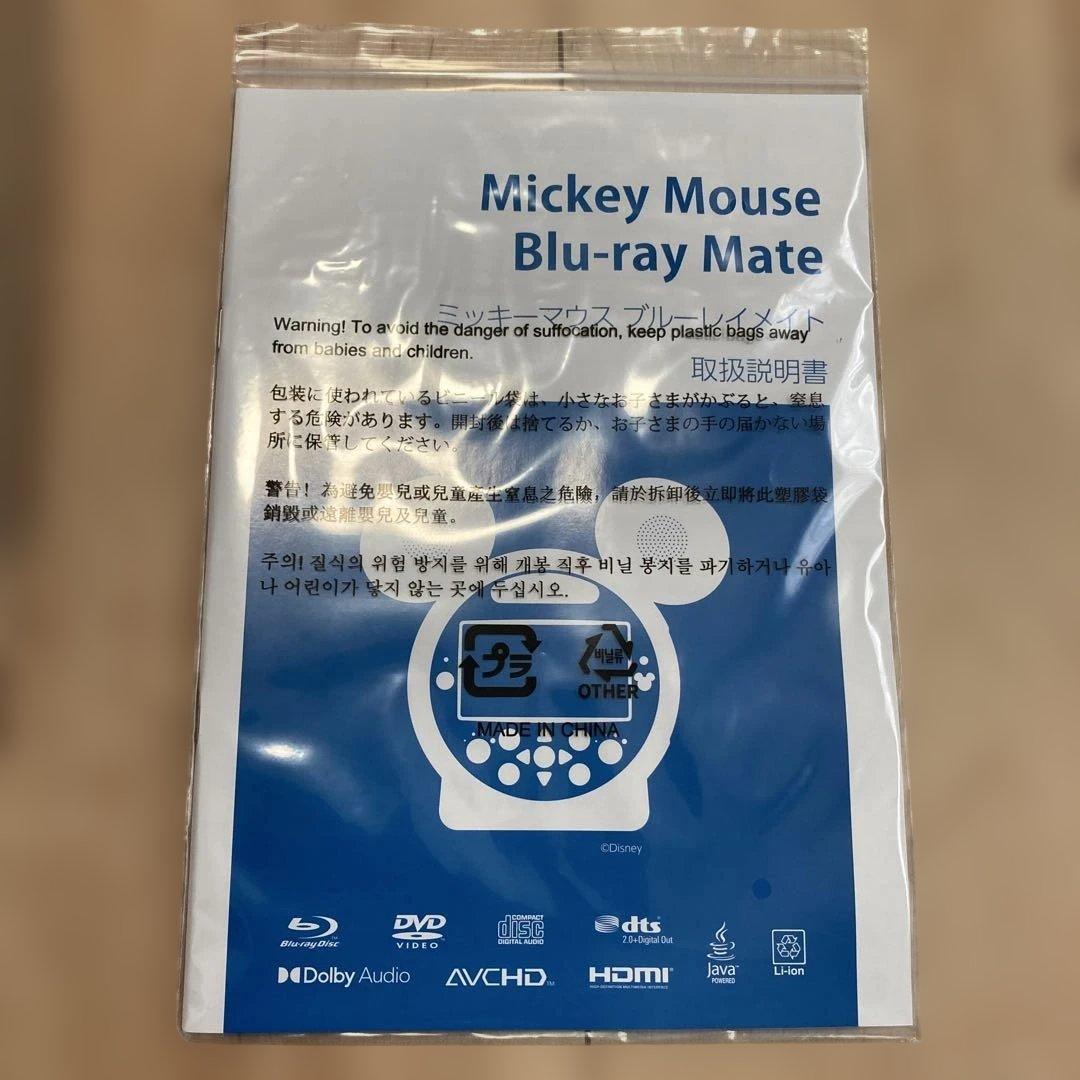 Mickey Mouse
Blu-ray Mate
ミッキーマウス ブルーレイメイト
Warning! To avoid the danger of suffocation, keep plastic bags away
from babies and children.
取扱説明書
包装に使われているビニール袋は、小さなお子さまがかぶると、窒息
する危険があります。開封後は捨てるか、お子さまの手の届かない場
所に保管してください。
警告！為避免嬰兒或兒童產生窒息之危險，請於拆卸後立即將此塑膠袋
銷毀或遠離嬰兒及兒童。
주의! 질식의 위험 방지를 위해 개봉 직후 비닐 봉지를 파기하거나 유아
나 어린이가 닿지 않는 곳에 두십시오.
プラ
비닐류
OTHER
MADE IN CHINA
©Disney
Blu-ray Disc™
DVD
VIDEO
COMPACT
disc
DIGITAL AUDIO
dts
2.0+Digital Out
Java™
POWERED
Li-ion
Dolby Audio
AVCHD™
HDMI®
HIGH-DEFINITION MULTIMEDIA INTERFACE